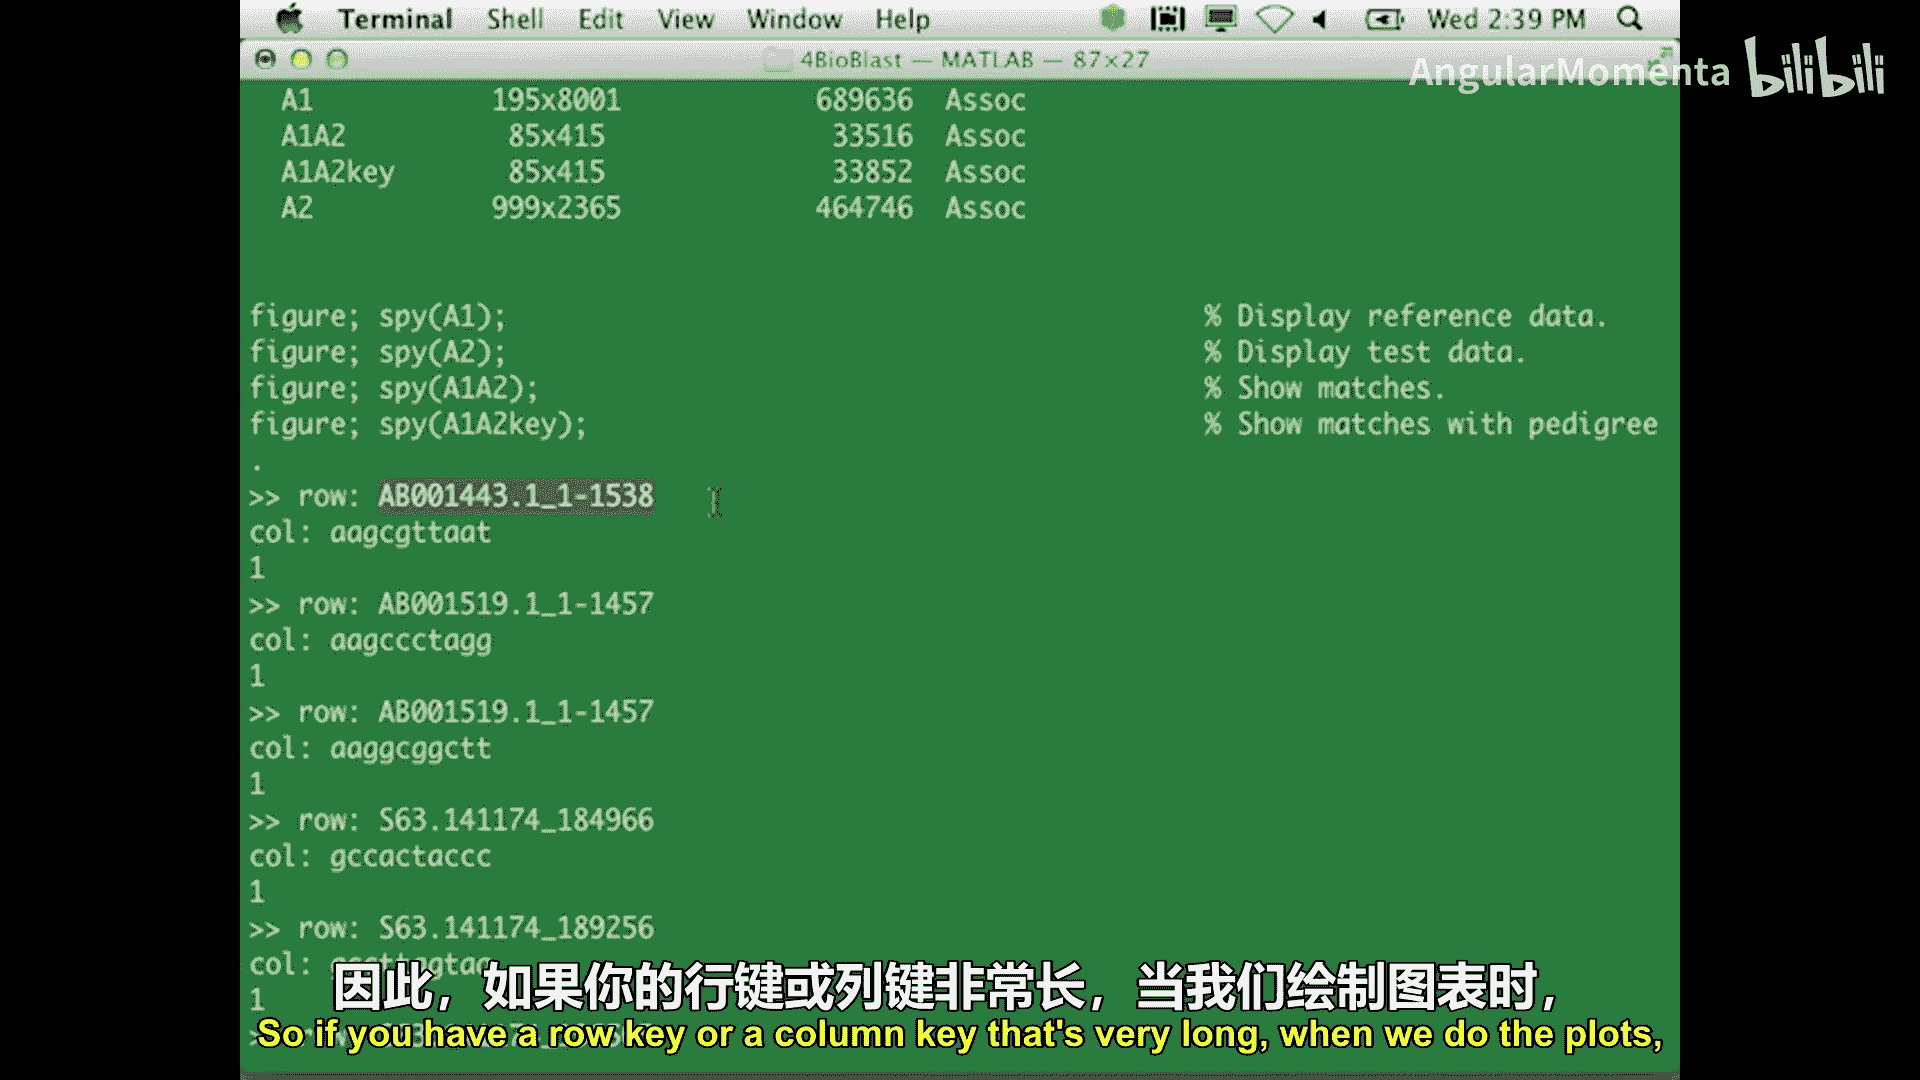 Terminal Shell Edit View Window Help Wed 2:39 PM
4BioBlast — MATLAB — 87×27
AngularMomenta bilibili
A1 195x8001 689636 Assoc
A1A2 85x415 33516 Assoc
A1A2key 85x415 33852 Assoc
A2 999x2365 464746 Assoc
figure; spy(A1); % Display reference data.
figure; spy(A2); % Display test data.
figure; spy(A1A2); % Show matches.
figure; spy(A1A2key); % Show matches with pedigree
.
>> row: AB001443.1_1-1538
col: aagcgttaat
1
>> row: AB001519.1_1-1457
col: aagccctagg
1
>> row: AB001519.1_1-1457
col: aaggcggctt
1
>> row: S63.141174_184966
col: gccactaccc
1
>> row: S63.141174_189256
col:
1
因此，如果你的行键或列键非常长，当我们绘制图表时，
So if you have a row key or a column key that's very long, when we do the plots,